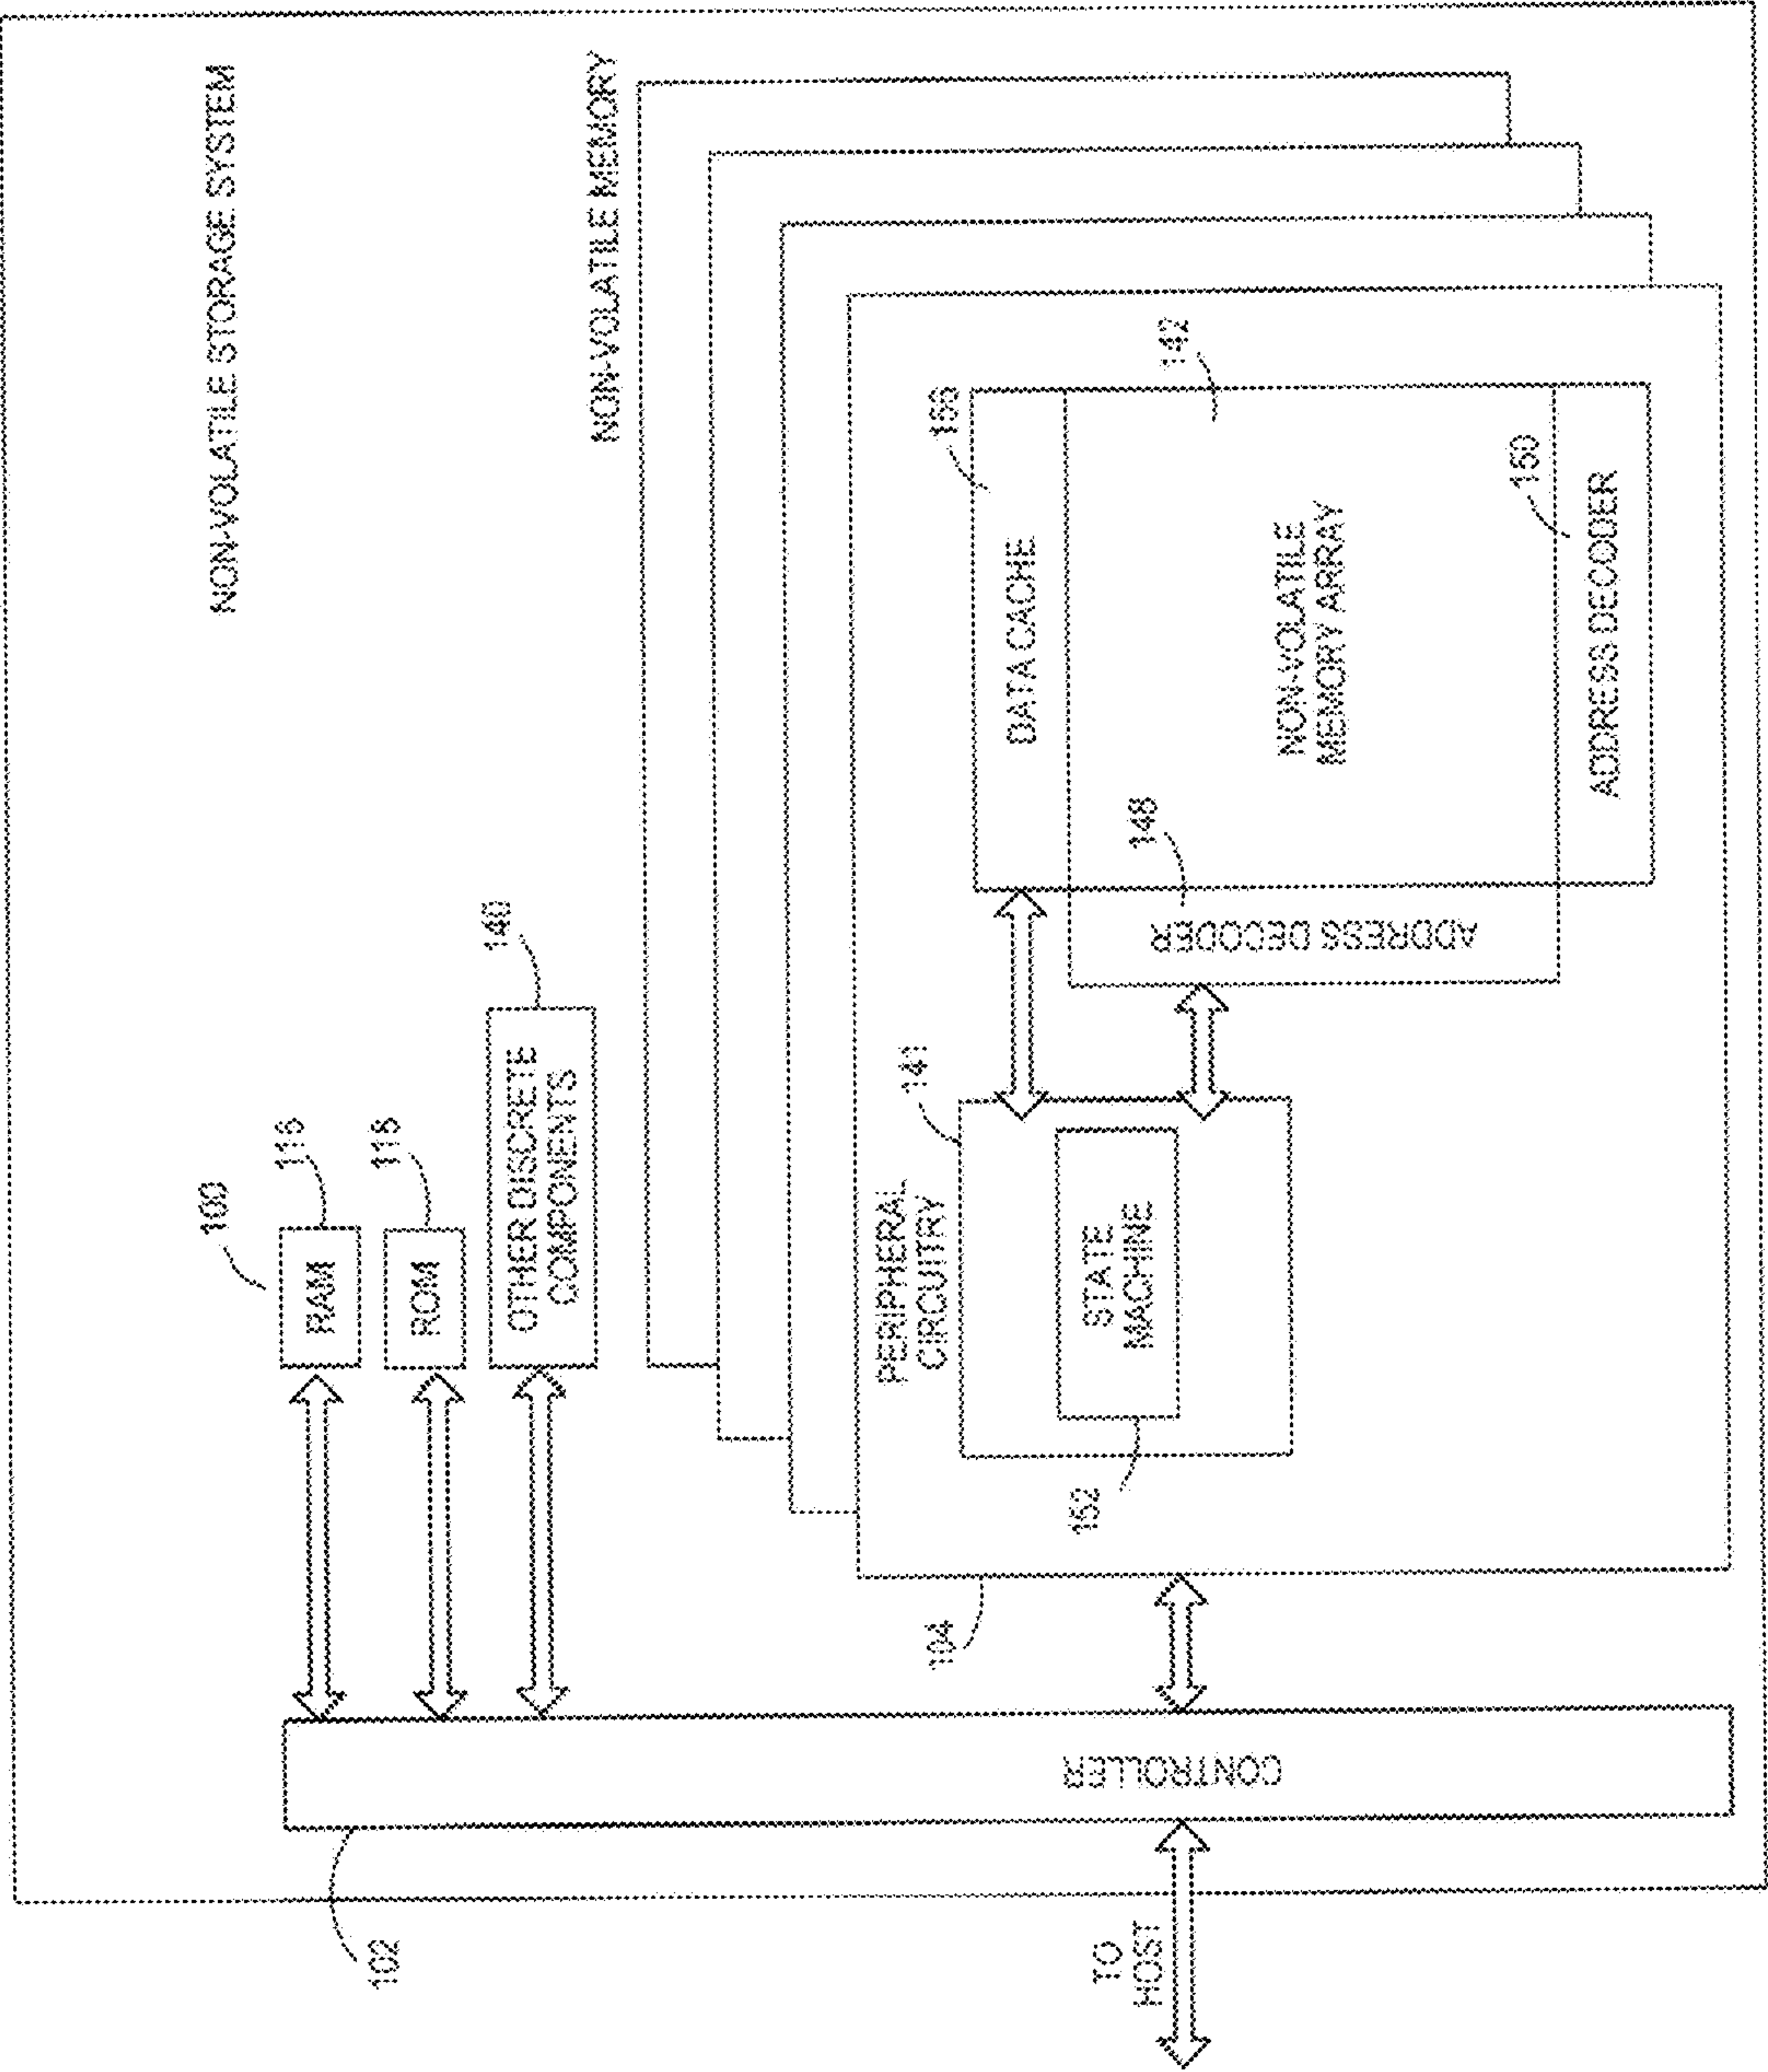 100
NON-VOLATILE STORAGE SYSTEM
116
RAM
102
118
ROM
140
OTHER DISCRETE
COMPONENTS
NON-VOLATILE MEMORY
PERIPHERAL
CIRCUITRY
141
104
156
DATA CACHE
152
STATE
MACHINE
TO
HOST
148
142
CONTROLLER
ADDRESS DECODER
NON-VOLATILE
MEMORY ARRAY
150
ADDRESS DECODER